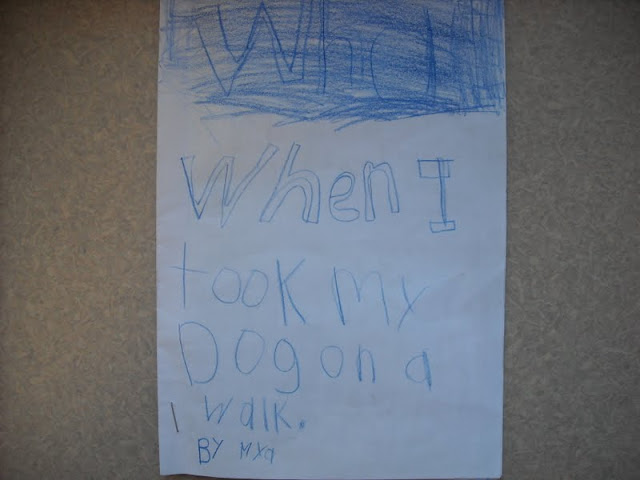 When I
took my
Dog on a
walk.
BY MYa